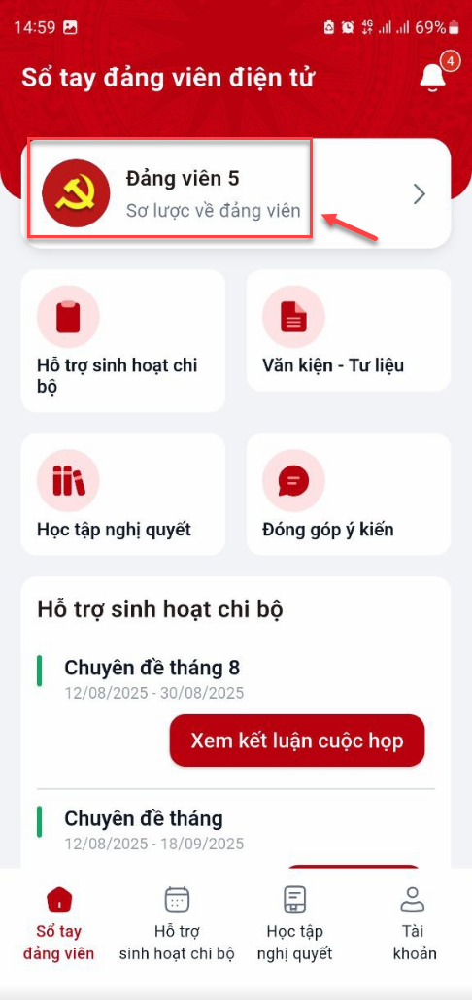 14:59
4G 69%
Sổ tay đảng viên điện tử
4
Đảng viên 5
Sơ lược về đảng viên
Hỗ trợ sinh hoạt chi
bộ
Văn kiện - Tư liệu
Học tập nghị quyết
Đóng góp ý kiến
Hỗ trợ sinh hoạt chi bộ
Chuyên đề tháng 8
12/08/2025 - 30/08/2025
Xem kết luận cuộc họp
Chuyên đề tháng
12/08/2025 - 18/09/2025
Sổ tay
đảng viên
Hỗ trợ
sinh hoạt chi bộ
Học tập
nghị quyết
Tài
khoản